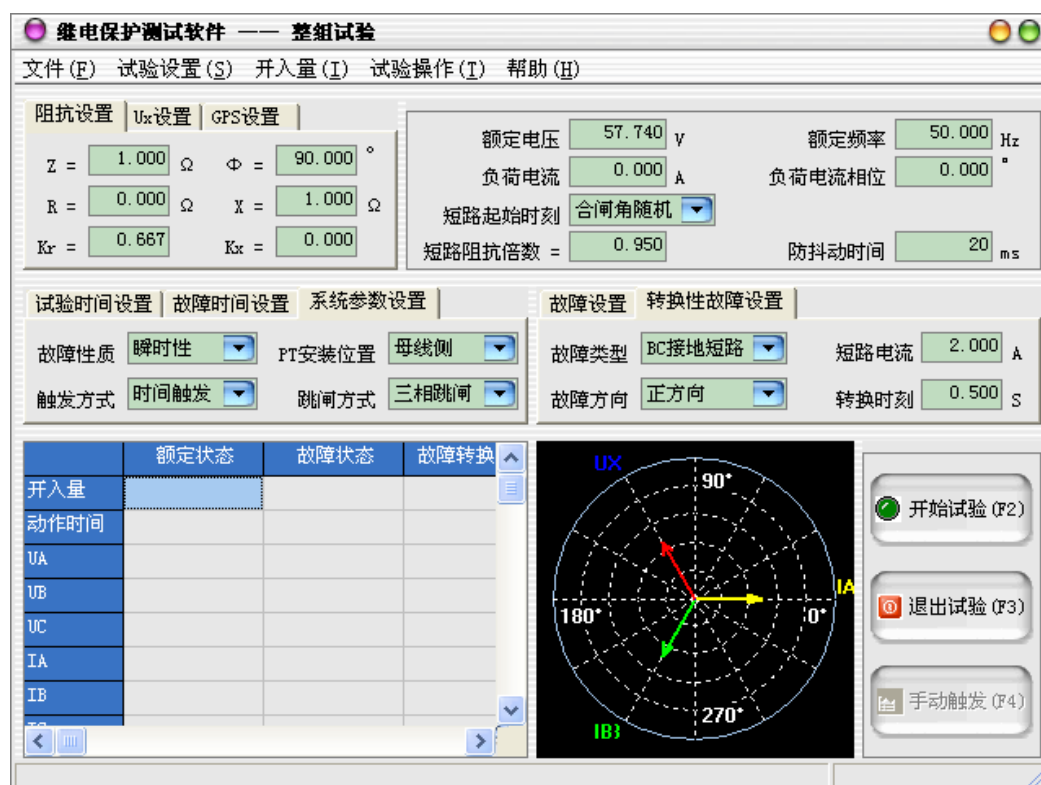 继电保护测试软件 —— 整组试验
文件(F) 试验设置(S) 开入量(I) 试验操作(T) 帮助(H)
阻抗设置 Ux设置 GPS设置
Z = 1.000 Ω Φ = 90.000 °
R = 0.000 Ω X = 1.000 Ω
Kr = 0.667 Kx = 0.000
额定电压 57.740 V 额定频率 50.000 Hz
负荷电流 0.000 A 负荷电流相位 0.000 °
短路起始时刻 合闸角随机
短路阻抗倍数 = 0.950 防抖动时间 20 ms
试验时间设置 故障时间设置 系统参数设置
故障性质 瞬时性 PT安装位置 母线侧
触发方式 时间触发 跳闸方式 三相跳闸
故障设置 转换性故障设置
故障类型 BC接地短路 短路电流 2.000 A
故障方向 正方向 转换时刻 0.500 S
额定状态 故障状态 故障转换
开入量
动作时间
UA
UB
UC
IA
IB
UX
90°
IA
180° 0°
270°
开始试验(F2)
退出试验(F3)
手动触发(F4)